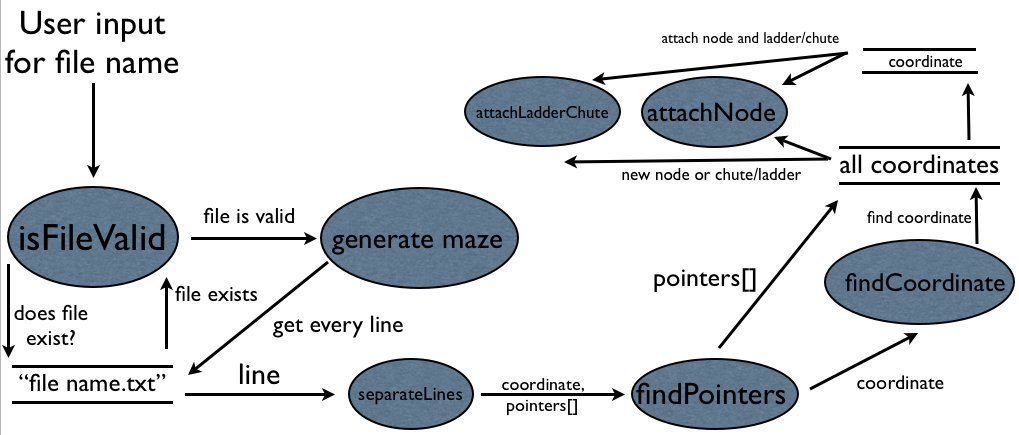 User input
for file name
attach node and ladder/chute
coordinate
attachLadderChute
attachNode
all coordinates
new node or chute/ladder
isFileValid
file is valid
generate maze
find coordinate
findCoordinate
pointers[]
does file
exist?
file exists
get every line
"file name.txt"
line
separateLines
coordinate,
pointers[]
findPointers
coordinate